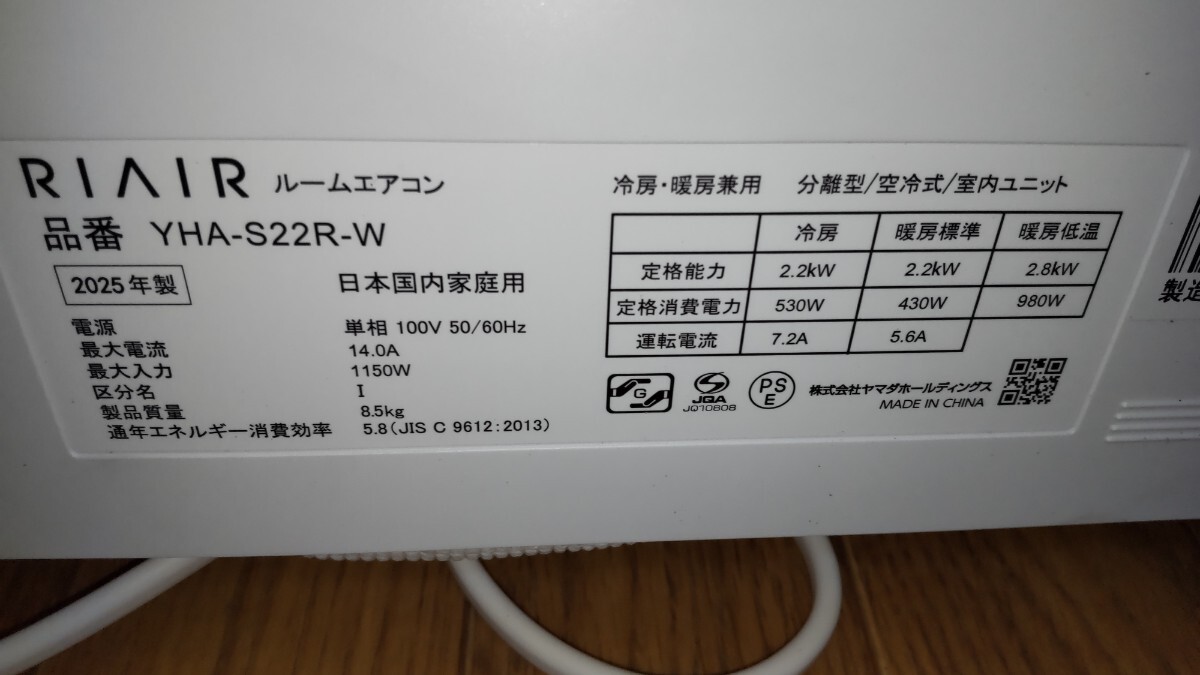 RIAIR ルームエアコン
品番 YHA-S22R-W
2025年製 日本国内家庭用
電源 単相 100V 50/60Hz
最大電流 14.0A
最大入力 1150W
区分名 I
製品質量 8.5kg
通年エネルギー消費効率 5.8(JIS C 9612:2013)
冷房・暖房兼用 分離型/空冷式/室内ユニット
冷房 暖房標準 暖房低温
定格能力 2.2kW 2.2kW 2.8kW
定格消費電力 530W 430W 980W
運転電流 7.2A 5.6A
G JQA PSE 株式会社ヤマダホールディングス
JQ10808 MADE IN CHINA
製造